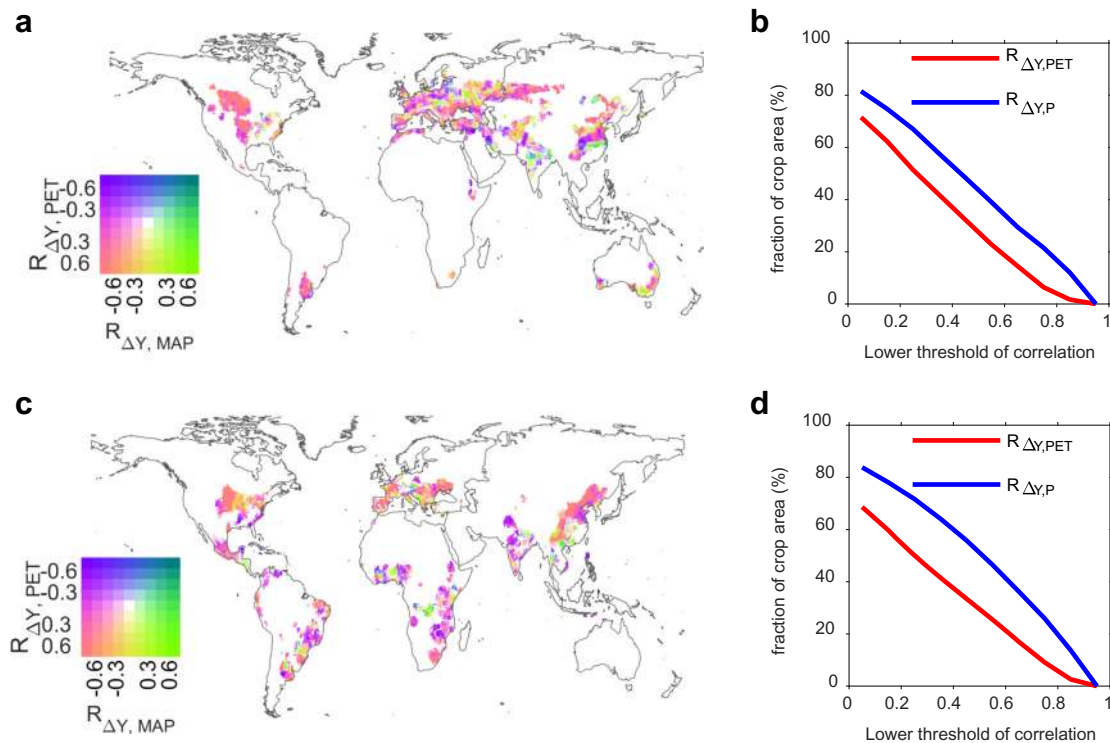 a
-0.6
-0.3
0.3
0.6
R ΔY, PET
-0.6
-0.3
0.3
0.6
R ΔY, MAP
b
100
80
60
40
20
0
fraction of crop area (%)
R ΔY,PET
R ΔY,P
0 0.2 0.4 0.6 0.8 1
Lower threshold of correlation
c
-0.6
-0.3
0.3
0.6
R ΔY, PET
-0.6
-0.3
0.3
0.6
R ΔY, MAP
d
100
80
60
40
20
0
fraction of crop area (%)
R ΔY,PET
R ΔY,P
0 0.2 0.4 0.6 0.8 1
Lower threshold of correlation